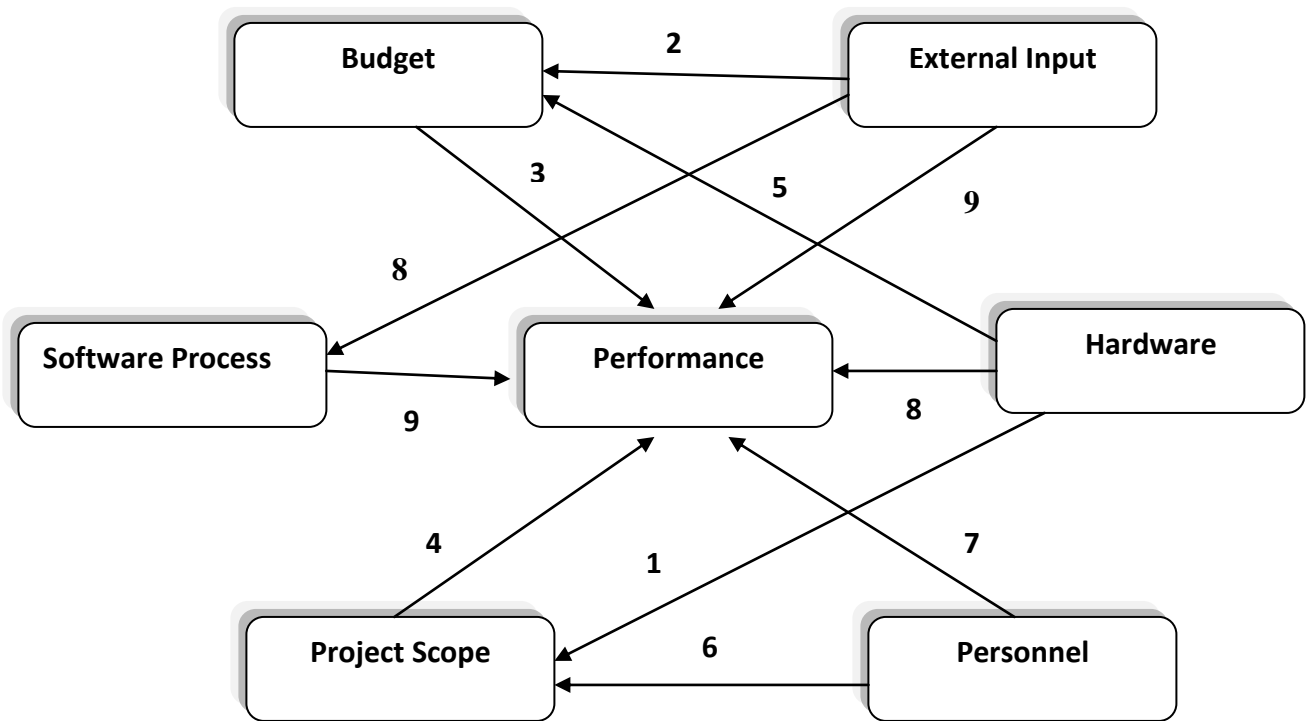 Budget
2
External Input
3
5
9
8
Software Process
Performance
Hardware
9
8
4
1
7
Project Scope
6
Personnel